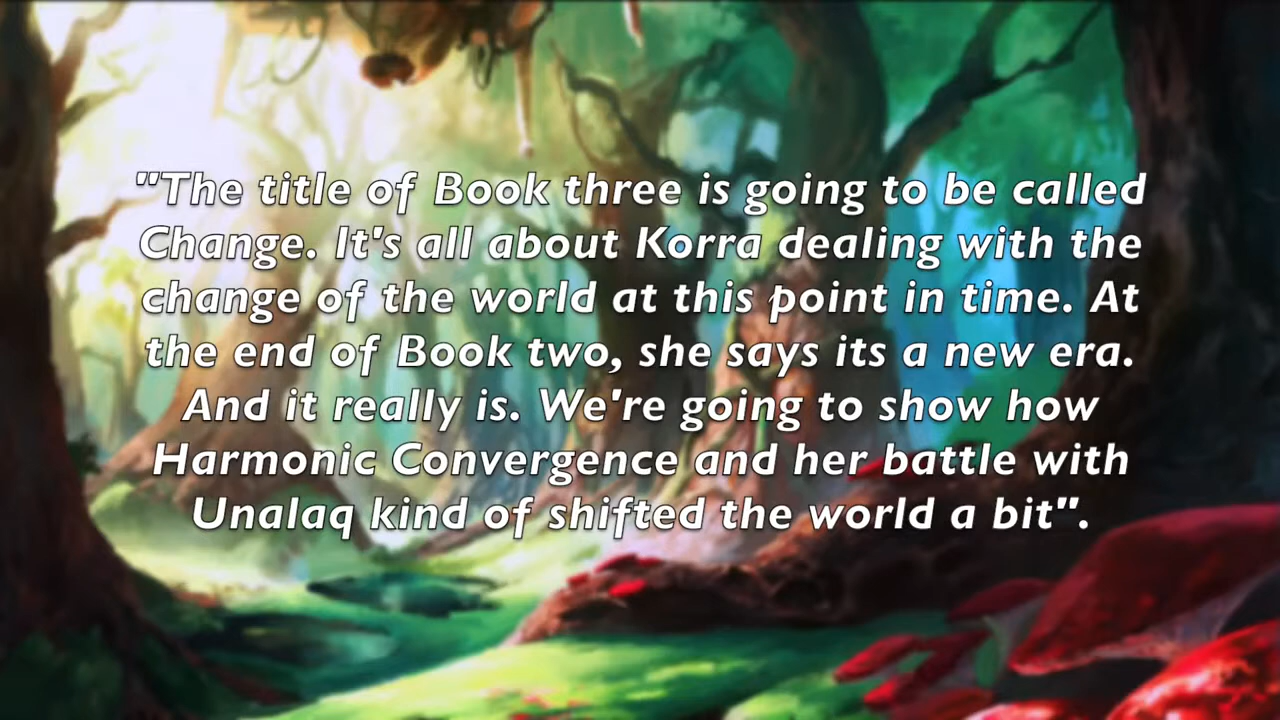 "The title of Book three is going to be called
Change. It's all about Korra dealing with the
change of the world at this point in time. At
the end of Book two, she says its a new era.
And it really is. We're going to show how
Harmonic Convergence and her battle with
Unalaq kind of shifted the world a bit".